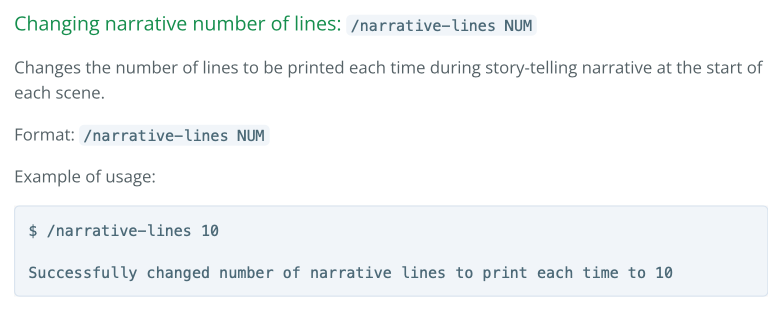 Changing narrative number of lines: /narrative-lines NUM
Changes the number of lines to be printed each time during story-telling narrative at the start of
each scene.
Format: /narrative-lines NUM
Example of usage:
$ /narrative-lines 10
Successfully changed number of narrative lines to print each time to 10